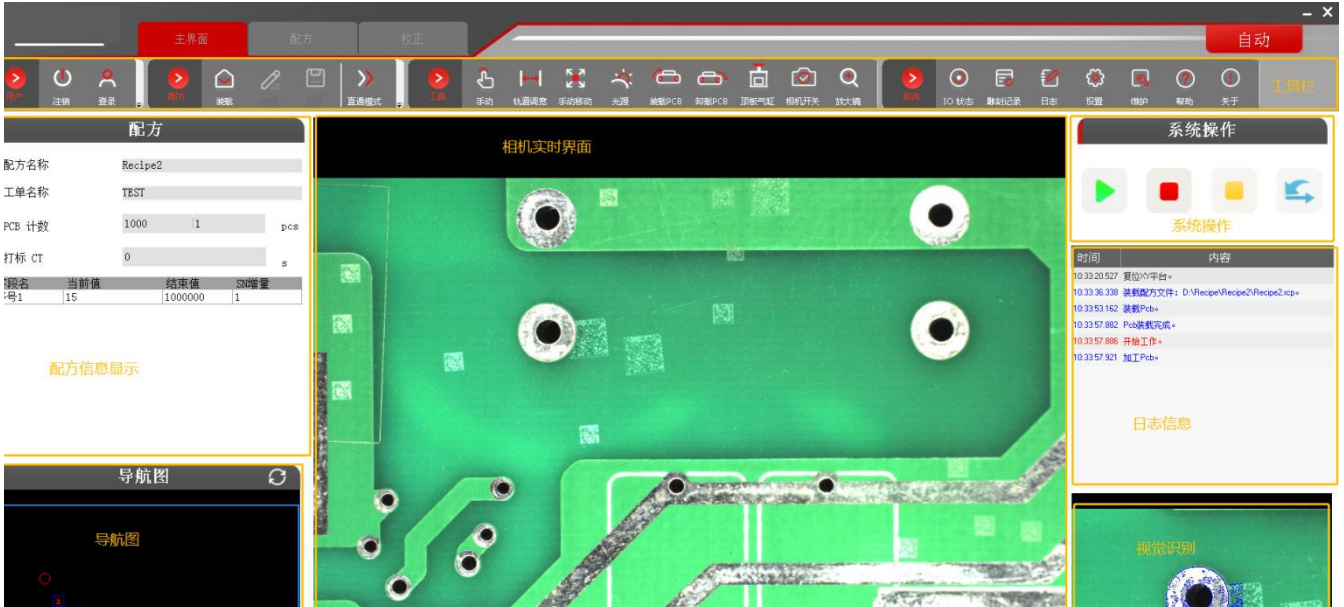 主界面
配方
校正
自动
用户
注销
登录
配方
装载
直通模式
工具
手动
轨道调宽
手动移动
光源
装载PCB
卸载PCB
顶板气缸
相机开关
放大镜
系统
IO 状态
雕刻记录
日志
设置
维护
帮助
关于
工具栏
配方
配方名称 Recipe2
工单名称 TEST
PCB 计数 1000 1 pcs
打标 CT 0 s
段名 当前值 结束值 SN增量
号1 15 1000000 1
配方信息显示
导航图
导航图
相机实时界面
系统操作
系统操作
时间 内容
10:33:20.527 复位XY平台。
10:33:36.338 装载配方文件：D:\Recipe\Recipe2\Recipe2.rcp。
10:33:53.162 装载Pcb。
10:33:57.882 Pcb装载完成。
10:33:57.886 开始工作。
10:33:57.921 加工Pcb。
日志信息
视觉识别